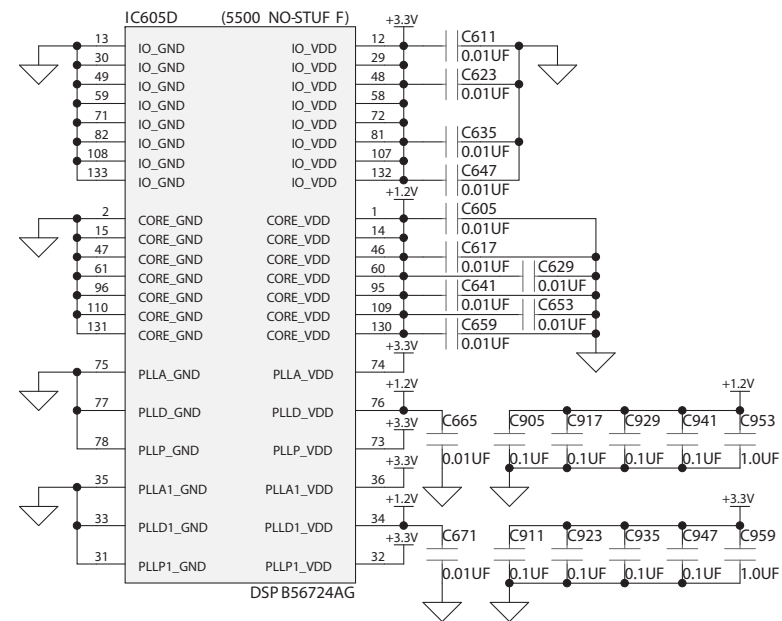 IC605D (5500 NO-STUF F) +3.3V
13 IO_GND IO_VDD 12 C611
0.01UF
30 IO_GND IO_VDD 29
49 IO_GND IO_VDD 48 C623
0.01UF
59 IO_GND IO_VDD 58
71 IO_GND IO_VDD 72
82 IO_GND IO_VDD 81 C635
0.01UF
108 IO_GND IO_VDD 107
133 IO_GND IO_VDD 132 C647
+1.2V 0.01UF
2 CORE_GND CORE_VDD 1 C605
0.01UF
15 CORE_GND CORE_VDD 14
47 CORE_GND CORE_VDD 46 C617
0.01UF
61 CORE_GND CORE_VDD 60 C629
0.01UF
96 CORE_GND CORE_VDD 95 C641
0.01UF
110 CORE_GND CORE_VDD 109 C653
0.01UF
131 CORE_GND CORE_VDD 130 C659
+3.3V 0.01UF
75 PLLA_GND PLLA_VDD 74
+1.2V +1.2V
77 PLLD_GND PLLD_VDD 76
+3.3V C665 C905 C917 C929 C941 C953
78 PLLP_GND PLLP_VDD 73
0.01UF 0.1UF 0.1UF 0.1UF 0.1UF 1.0UF
+3.3V
35 PLLA1_GND PLLA1_VDD 36
+1.2V +3.3V
33 PLLD1_GND PLLD1_VDD 34
+3.3V C671 C911 C923 C935 C947 C959
31 PLLP1_GND PLLP1_VDD 32
0.01UF 0.1UF 0.1UF 0.1UF 0.1UF 1.0UF
DSP B56724AG